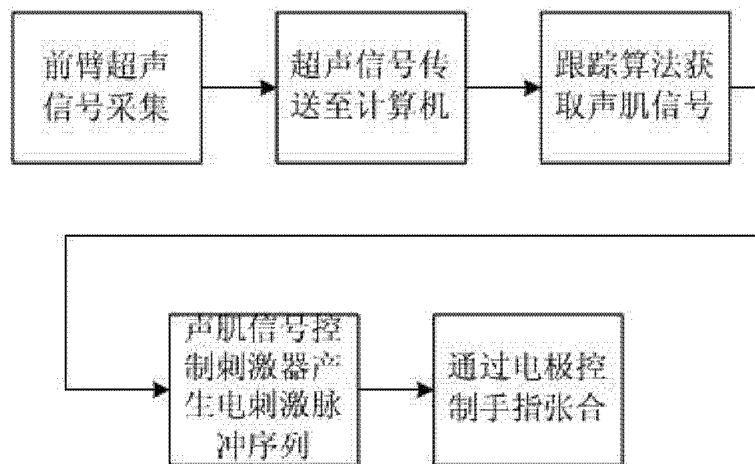 前臂超声
信号采集
超声信号传
送至计算机
跟踪算法获
取声肌信号
声肌信号控
制刺激器产
生电刺激脉
冲序列
通过电极控
制手指张合